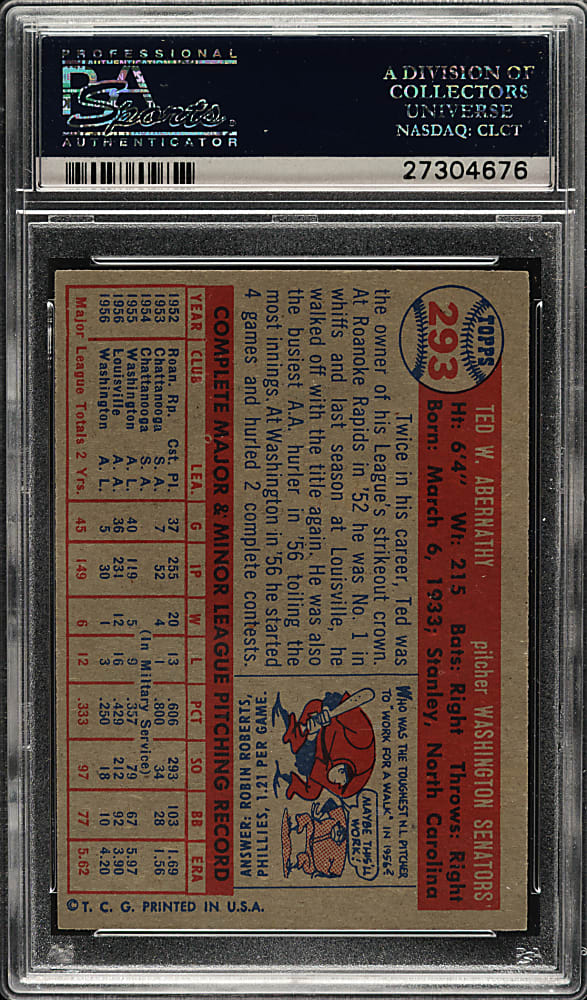 PROFESSIONAL
PSA
Sports
AUTHENTICATOR
A DIVISION OF
COLLECTORS
UNIVERSE
NASDAQ: CLCT
27304676
TOPPS
293
TED W. ABERNATHY pitcher WASHINGTON SENATORS
Ht: 6'4" Wt: 215 Bats: Right Throws: Right
Born: March 6, 1933; Stanley, North Carolina
Twice in his career, Ted was
the owner of his League's strikeout crown.
At Roanoke Rapids in '52 he was No. 1 in
whiffs and last season at Louisville, he
walked off with the title again. He was also
the busiest A.A. hurler in '56 toiling the
most innings. At Washington in '56 he started
4 games and hurled 2 complete contests.
WHO WAS THE TOUGHEST N.L. PITCHER
TO "WORK FOR A WALK" IN 1956?
MAYBE THIS'LL
WORK!
ANSWER: ROBIN ROBERTS,
PHILLIES, 1.21 PER GAME.
COMPLETE MAJOR & MINOR LEAGUE PITCHING RECORD
YEAR CLUB LEA. G IP W L PCT SO BB ERA
1952 Roan. Rp. Cst. Pl. 37 255 20 13 .606 293 103 1.69
1953 Chattanooga S. A. 7 52 4 1 .800 34 28 1.56
1954 Chattanooga S. A. (In Military Service)
1955 Washington A. L. 40 119 5 9 .357 79 67 5.97
1956 Louisville A. A. 36 231 12 16 .429 212 92 3.90
1956 Washington A. L. 5 30 1 3 .250 18 10 4.20
Major League Totals 2 Yrs. 45 149 6 12 .333 97 77 5.62
© T. C. G. PRINTED IN U.S.A.